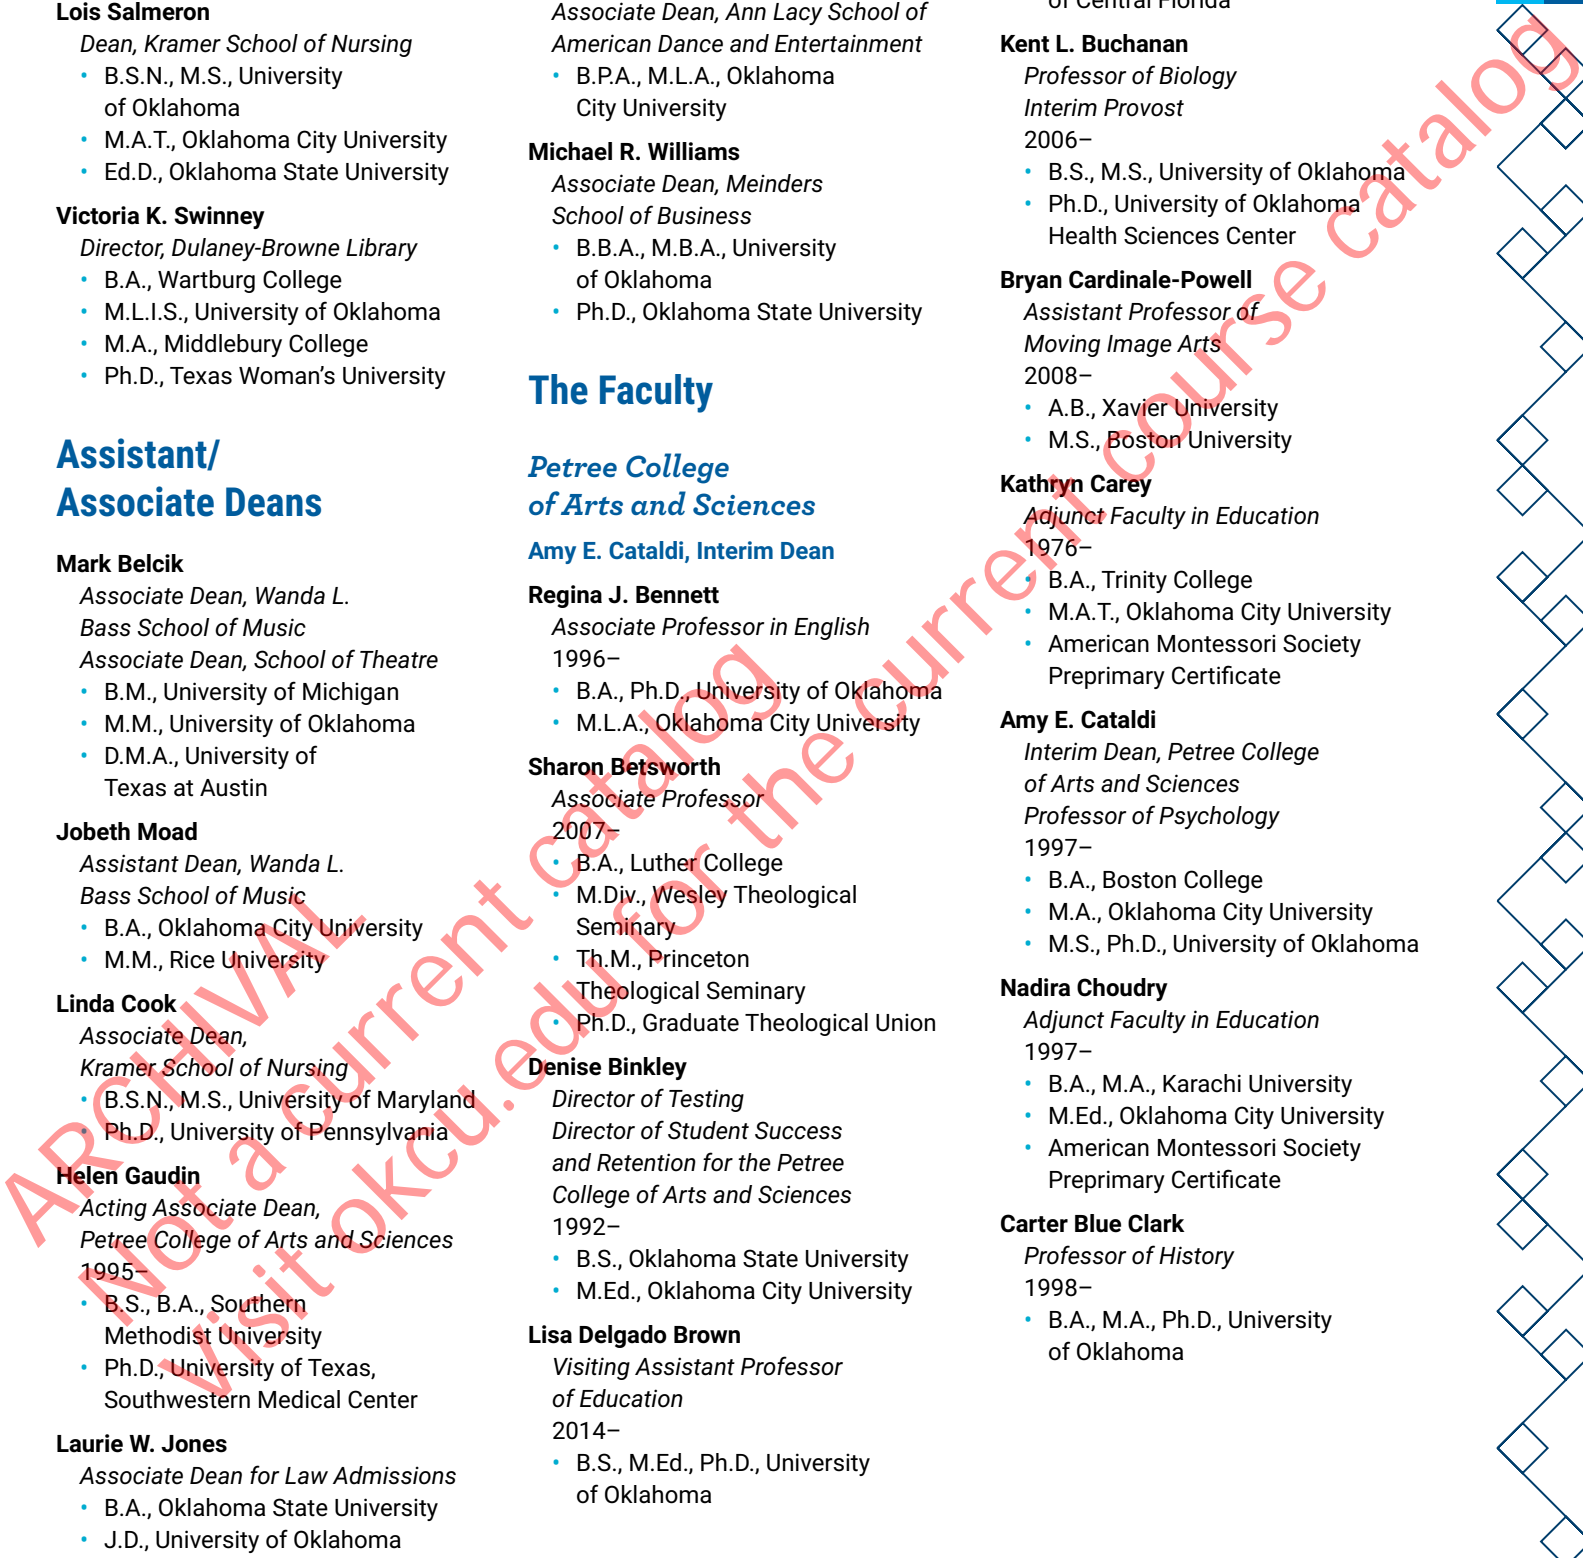 Lois Salmeron
Dean, Kramer School of Nursing
• B.S.N., M.S., University
of Oklahoma
• M.A.T., Oklahoma City University
• Ed.D., Oklahoma State University
Victoria K. Swinney
Director, Dulaney-Browne Library
• B.A., Wartburg College
• M.L.I.S., University of Oklahoma
• M.A., Middlebury College
• Ph.D., Texas Woman’s University
Assistant/
Associate Deans
Mark Belcik
Associate Dean, Wanda L.
Bass School of Music
Associate Dean, School of Theatre
• B.M., University of Michigan
• M.M., University of Oklahoma
• D.M.A., University of
Texas at Austin
Jobeth Moad
Assistant Dean, Wanda L.
Bass School of Music
• B.A., Oklahoma City University
• M.M., Rice University
Linda Cook
Associate Dean,
Kramer School of Nursing
• B.S.N., M.S., University of Maryland
• Ph.D., University of Pennsylvania
Helen Gaudin
Acting Associate Dean,
Petree College of Arts and Sciences
1995–
• B.S., B.A., Southern
Methodist University
• Ph.D., University of Texas,
Southwestern Medical Center
Laurie W. Jones
Associate Dean for Law Admissions
• B.A., Oklahoma State University
• J.D., University of Oklahoma
Associate Dean, Ann Lacy School of
American Dance and Entertainment
• B.P.A., M.L.A., Oklahoma
City University
Michael R. Williams
Associate Dean, Meinders
School of Business
• B.B.A., M.B.A., University
of Oklahoma
• Ph.D., Oklahoma State University
The Faculty
Petree College
of Arts and Sciences
Amy E. Cataldi, Interim Dean
Regina J. Bennett
Associate Professor in English
1996–
• B.A., Ph.D., University of Oklahoma
• M.L.A., Oklahoma City University
Sharon Betsworth
Associate Professor
2007–
• B.A., Luther College
• M.Div., Wesley Theological
Seminary
• Th.M., Princeton
Theological Seminary
• Ph.D., Graduate Theological Union
Denise Binkley
Director of Testing
Director of Student Success
and Retention for the Petree
College of Arts and Sciences
1992–
• B.S., Oklahoma State University
• M.Ed., Oklahoma City University
Lisa Delgado Brown
Visiting Assistant Professor
of Education
2014–
• B.S., M.Ed., Ph.D., University
of Oklahoma
of Central Florida
Kent L. Buchanan
Professor of Biology
Interim Provost
2006–
• B.S., M.S., University of Oklahoma
• Ph.D., University of Oklahoma
Health Sciences Center
Bryan Cardinale-Powell
Assistant Professor of
Moving Image Arts
2008–
• A.B., Xavier University
• M.S., Boston University
Kathryn Carey
Adjunct Faculty in Education
1976–
• B.A., Trinity College
• M.A.T., Oklahoma City University
• American Montessori Society
Preprimary Certificate
Amy E. Cataldi
Interim Dean, Petree College
of Arts and Sciences
Professor of Psychology
1997–
• B.A., Boston College
• M.A., Oklahoma City University
• M.S., Ph.D., University of Oklahoma
Nadira Choudry
Adjunct Faculty in Education
1997–
• B.A., M.A., Karachi University
• M.Ed., Oklahoma City University
• American Montessori Society
Preprimary Certificate
Carter Blue Clark
Professor of History
1998–
• B.A., M.A., Ph.D., University
of Oklahoma
ARCHIVAL
Not a current catalog
Visit okcu.edu for the current course catalog